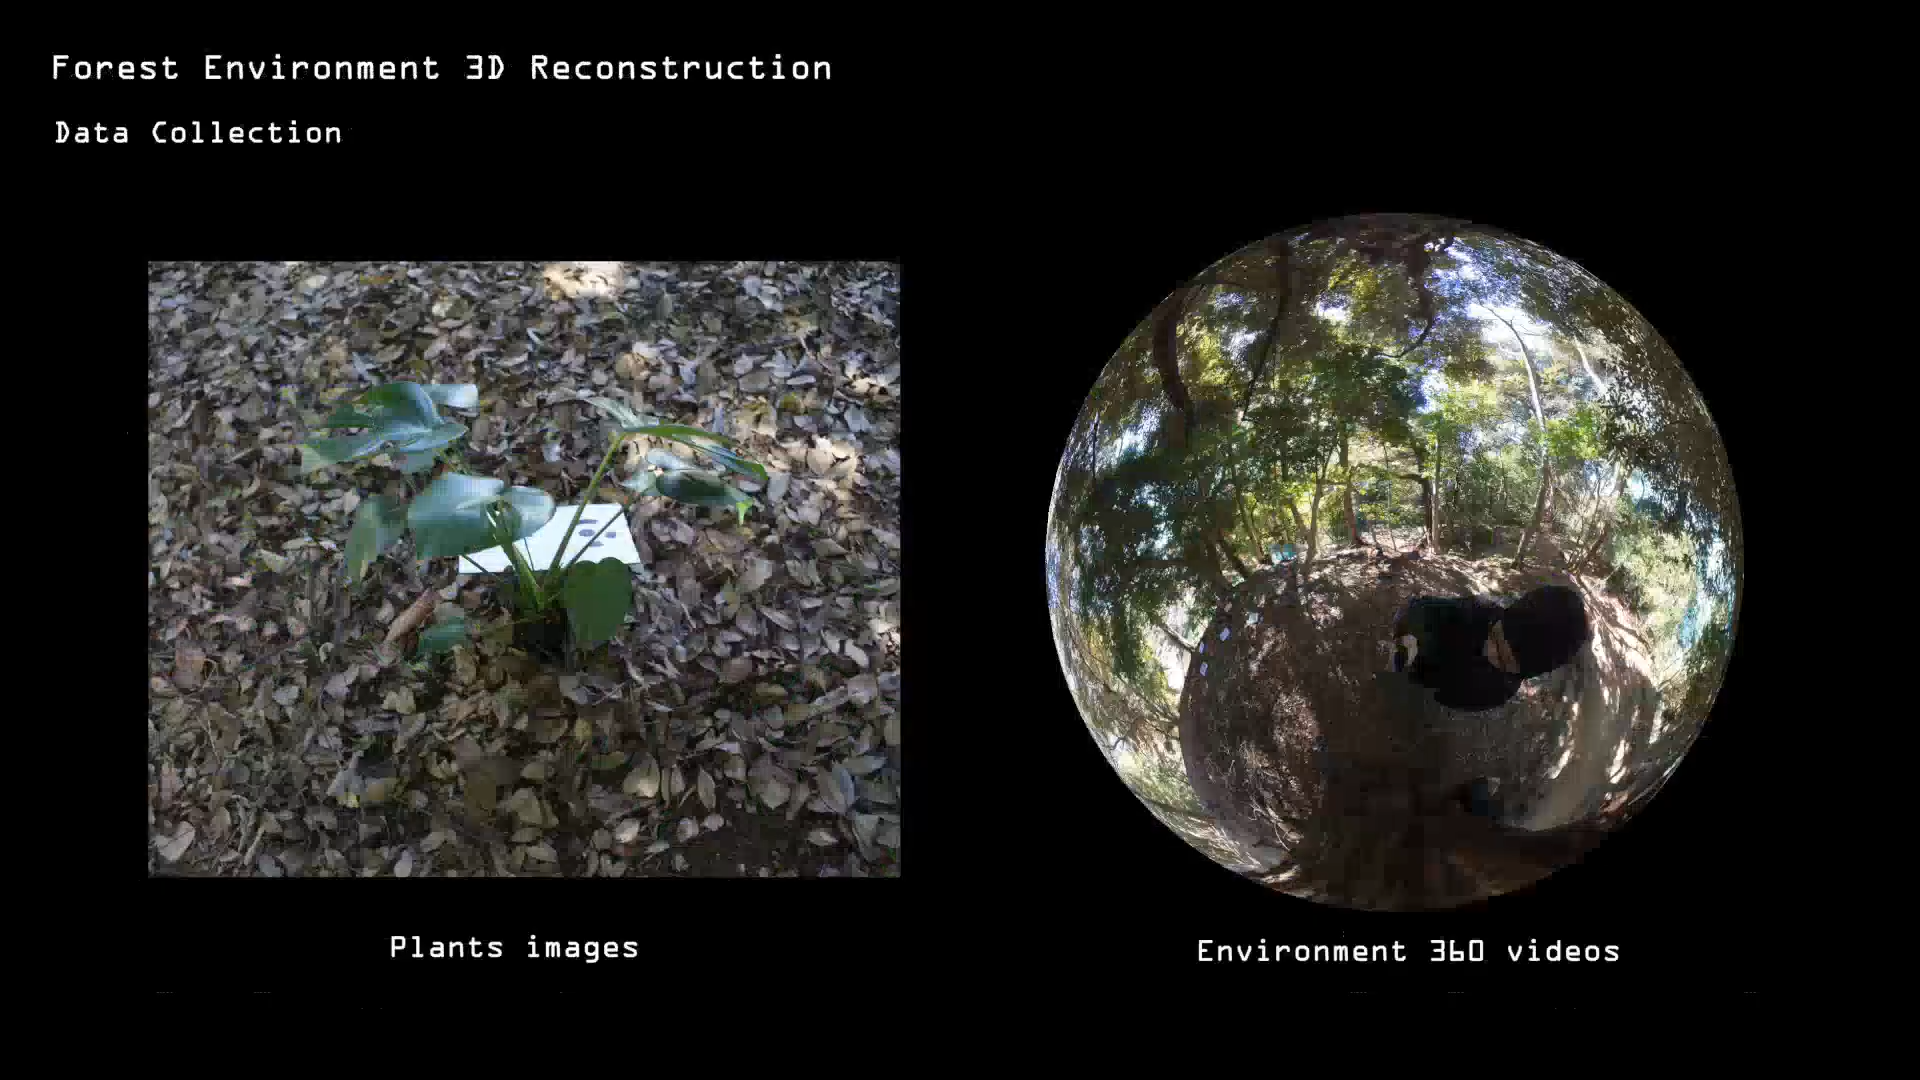 Forest Environment 3D Reconstruction
Data Collection
Plants images
Environment 360 videos